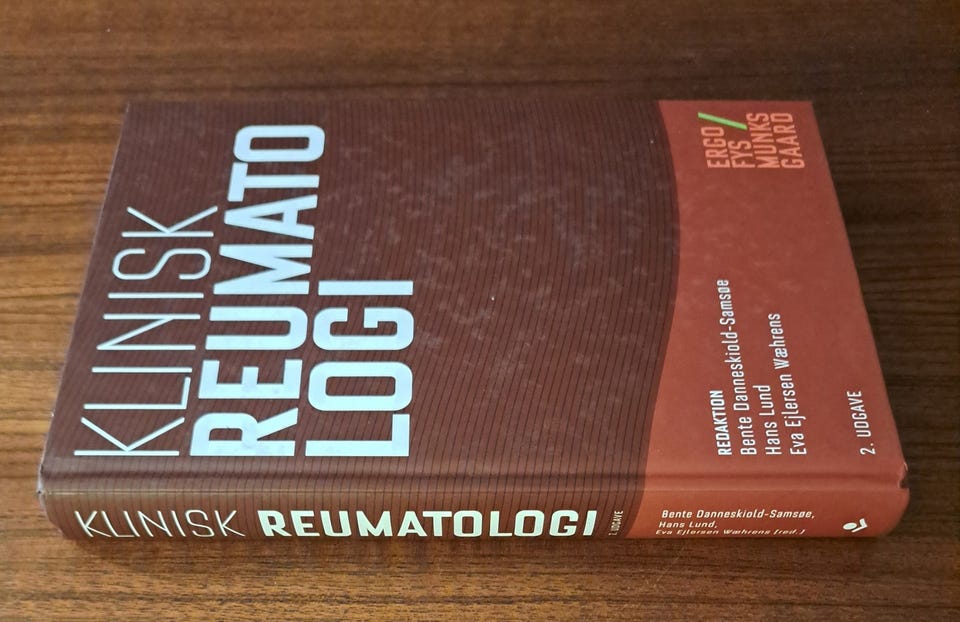 KLINISK
REUMATO
LOGI
ERGO/
FYS
MUNKS
GAARD
REDAKTION
Bente Danneskiold-Samsøe
Hans Lund
Eva Ejlersen Wæhrens
2. UDGAVE
KLINISK REUMATOLOGI 2. UDGAVE
Bente Danneskiold-Samsøe,
Hans Lund,
Eva Ejlersen Wæhrens (red.)